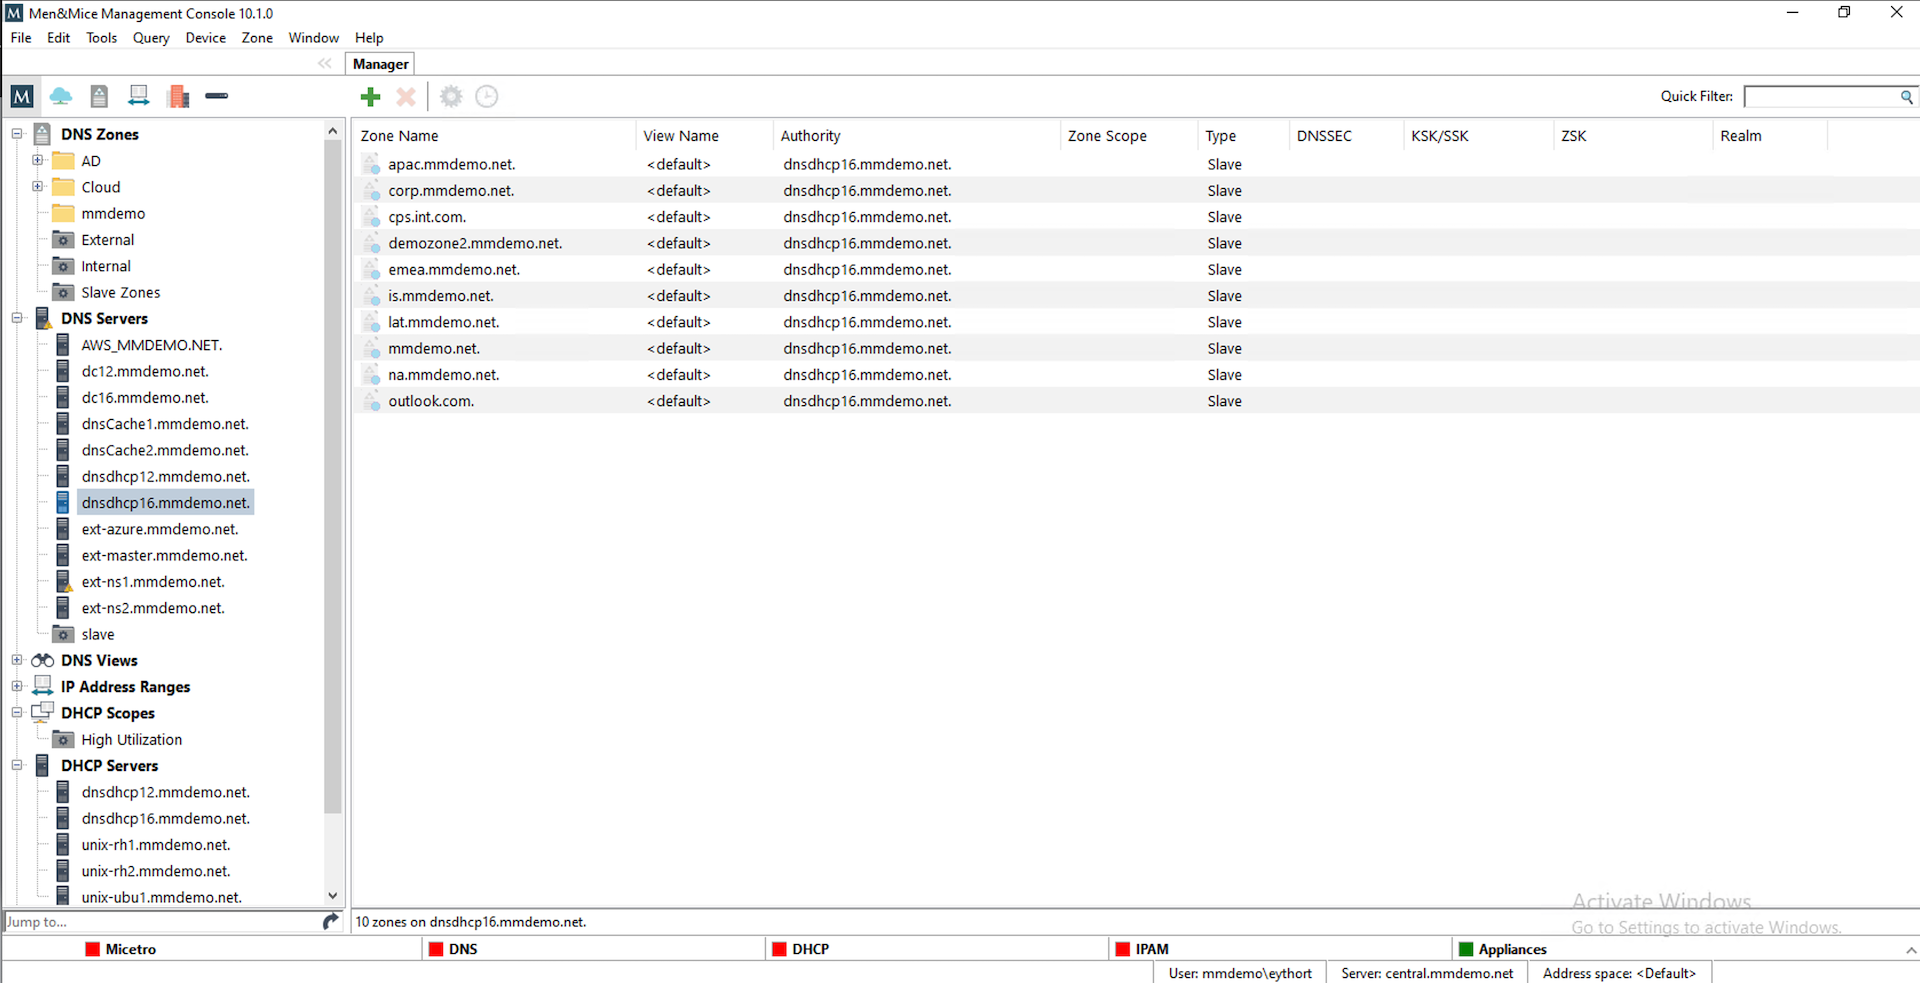 Men&Mice Management Console 10.1.0
File Edit Tools Query Device Zone Window Help
Manager
Quick Filter:
DNS Zones
AD
Cloud
mmdemo
External
Internal
Slave Zones
DNS Servers
AWS_MMDEMO.NET.
dc12.mmdemo.net.
dc16.mmdemo.net.
dnsCache1.mmdemo.net.
dnsCache2.mmdemo.net.
dnsdhcp12.mmdemo.net.
dnsdhcp16.mmdemo.net.
ext-azure.mmdemo.net.
ext-master.mmdemo.net.
ext-ns1.mmdemo.net.
ext-ns2.mmdemo.net.
slave
DNS Views
IP Address Ranges
DHCP Scopes
High Utilization
DHCP Servers
dnsdhcp12.mmdemo.net.
dnsdhcp16.mmdemo.net.
unix-rh1.mmdemo.net.
unix-rh2.mmdemo.net.
unix-ubu1.mmdemo.net.
Jump to...
Zone Name View Name Authority Zone Scope Type DNSSEC KSK/SSK ZSK Realm
apac.mmdemo.net. <default> dnsdhcp16.mmdemo.net. Slave
corp.mmdemo.net. <default> dnsdhcp16.mmdemo.net. Slave
cps.int.com. <default> dnsdhcp16.mmdemo.net. Slave
demozone2.mmdemo.net. <default> dnsdhcp16.mmdemo.net. Slave
emea.mmdemo.net. <default> dnsdhcp16.mmdemo.net. Slave
is.mmdemo.net. <default> dnsdhcp16.mmdemo.net. Slave
lat.mmdemo.net. <default> dnsdhcp16.mmdemo.net. Slave
mmdemo.net. <default> dnsdhcp16.mmdemo.net. Slave
na.mmdemo.net. <default> dnsdhcp16.mmdemo.net. Slave
outlook.com. <default> dnsdhcp16.mmdemo.net. Slave
Activate Windows
Go to Settings to activate Windows.
10 zones on dnsdhcp16.mmdemo.net.
Micetro DNS DHCP IPAM Appliances
User: mmdemo\eythort Server: central.mmdemo.net Address space: <Default>